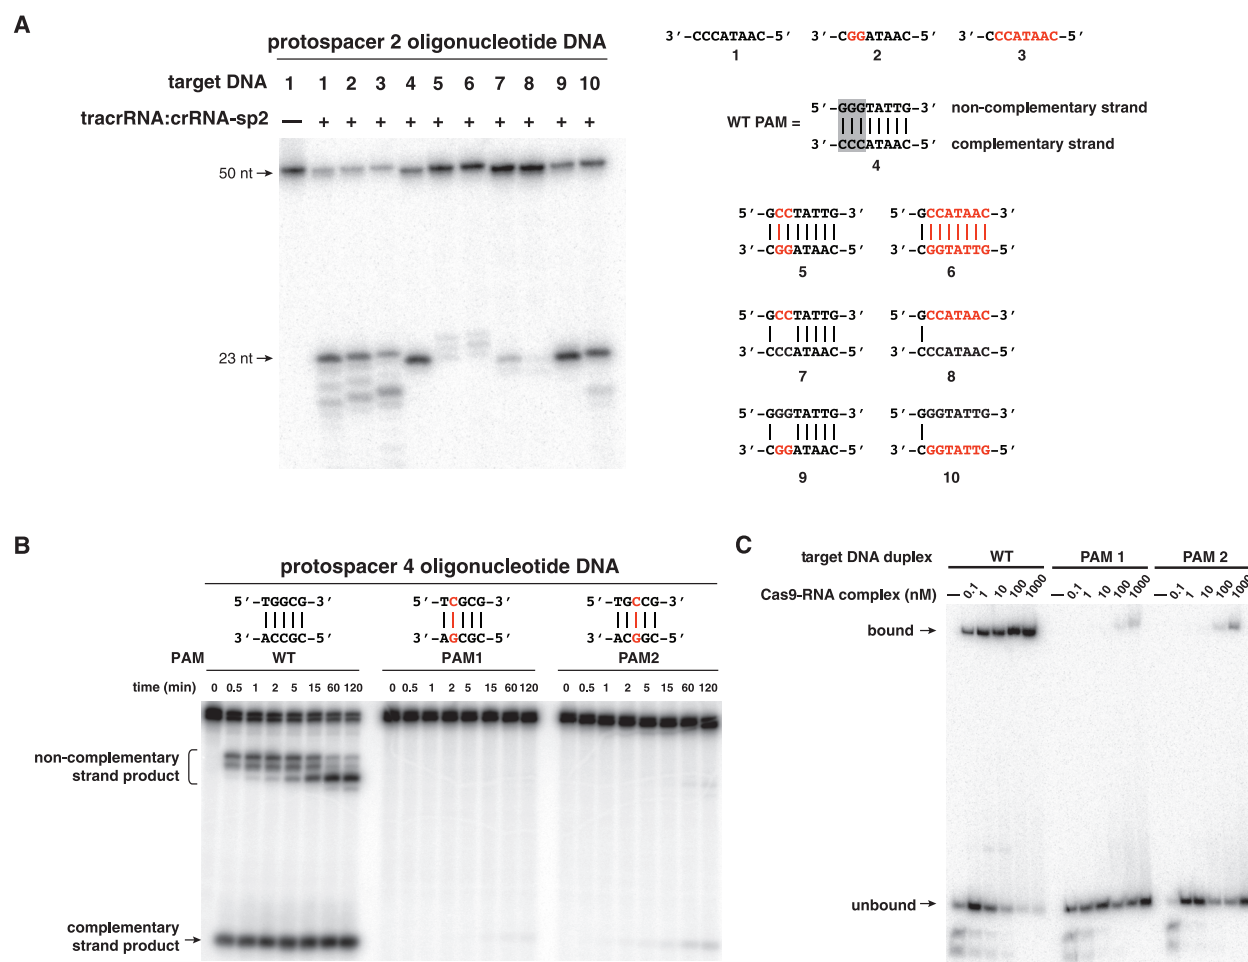 A
protospacer 2 oligonucleotide DNA
target DNA 1 1 2 3 4 5 6 7 8 9 10
tracrRNA:crRNA-sp2 — + + + + + + + + + +
50 nt →
23 nt →
3′-CCCATAAC-5′ 3′-CGGATAAC-5′ 3′-CCCATAAC-5′
1 2 3
5′-GGGTATTG-3′ non-complementary strand
WT PAM =
3′-CCCATAAC-5′ complementary strand
4
5′-GCCTATTG-3′ 5′-GCCATAAC-3′
3′-CGGATAAC-5′ 3′-CGGTATTG-5′
5 6
5′-GCCTATTG-3′ 5′-GCCATAAC-3′
3′-CCCATAAC-5′ 3′-CCCATAAC-5′
7 8
5′-GGGTATTG-3′ 5′-GGGTATTG-3′
3′-CGGATAAC-5′ 3′-CGGTATTG-5′
9 10
B
protospacer 4 oligonucleotide DNA
5′-TGGCG-3′ 5′-TCGCG-3′ 5′-TGCCG-3′
3′-ACCGC-5′ 3′-AGCGC-5′ 3′-ACGGC-5′
PAM WT PAM1 PAM2
time (min) 0 0.5 1 2 5 15 60 120 0 0.5 1 2 5 15 60 120 0 0.5 1 2 5 15 60 120
non-complementary
strand product
complementary
strand product →
C
target DNA duplex WT PAM 1 PAM 2
Cas9-RNA complex (nM) — 0.1 1 10 100 1000 — 0.1 1 10 100 1000 — 0.1 1 10 100 1000
bound →
unbound →